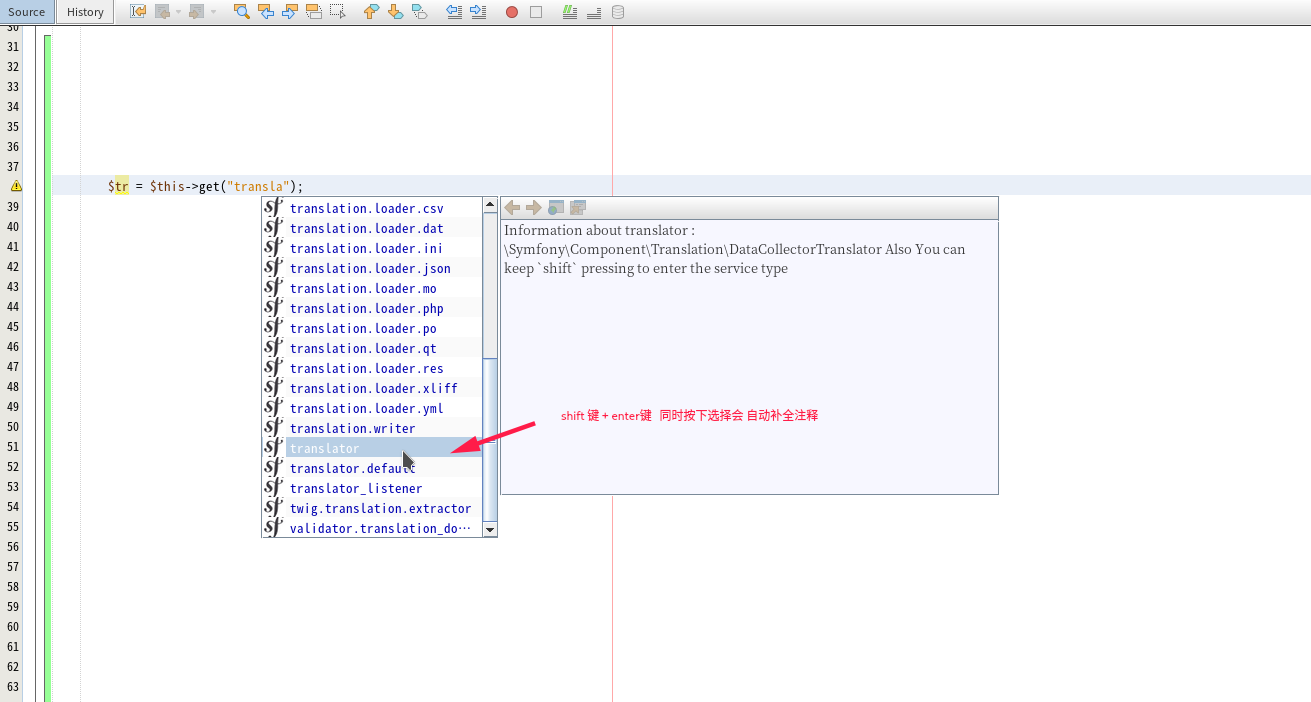 Source History
30
31
32
33
34
35
36
37
$tr = $this->get("transla");
39
40
41
42
43
44
45
46
47
48
49
50
51
52
53
54
55
56
57
58
59
60
61
62
63
translation.loader.csv
translation.loader.dat
translation.loader.ini
translation.loader.json
translation.loader.mo
translation.loader.php
translation.loader.po
translation.loader.qt
translation.loader.res
translation.loader.xliff
translation.loader.yml
translation.writer
translator
translator.default
translator_listener
twig.translation.extractor
validator.translation_do…
Information about translator :
\Symfony\Component\Translation\DataCollectorTranslator Also You can
keep `shift` pressing to enter the service type
shift 键 + enter键 同时按下选择会 自动补全注释